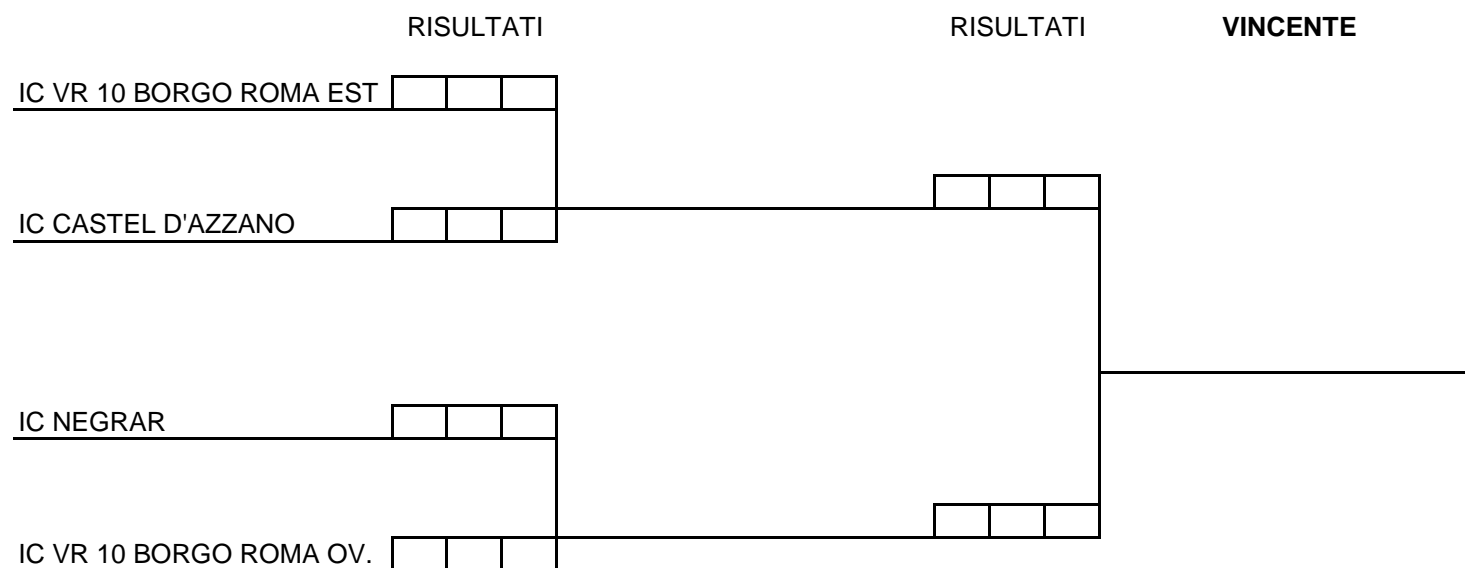 RISULTATI RISULTATI VINCENTE
IC VR 10 BORGO ROMA EST
IC CASTEL D'AZZANO
IC NEGRAR
IC VR 10 BORGO ROMA OV.